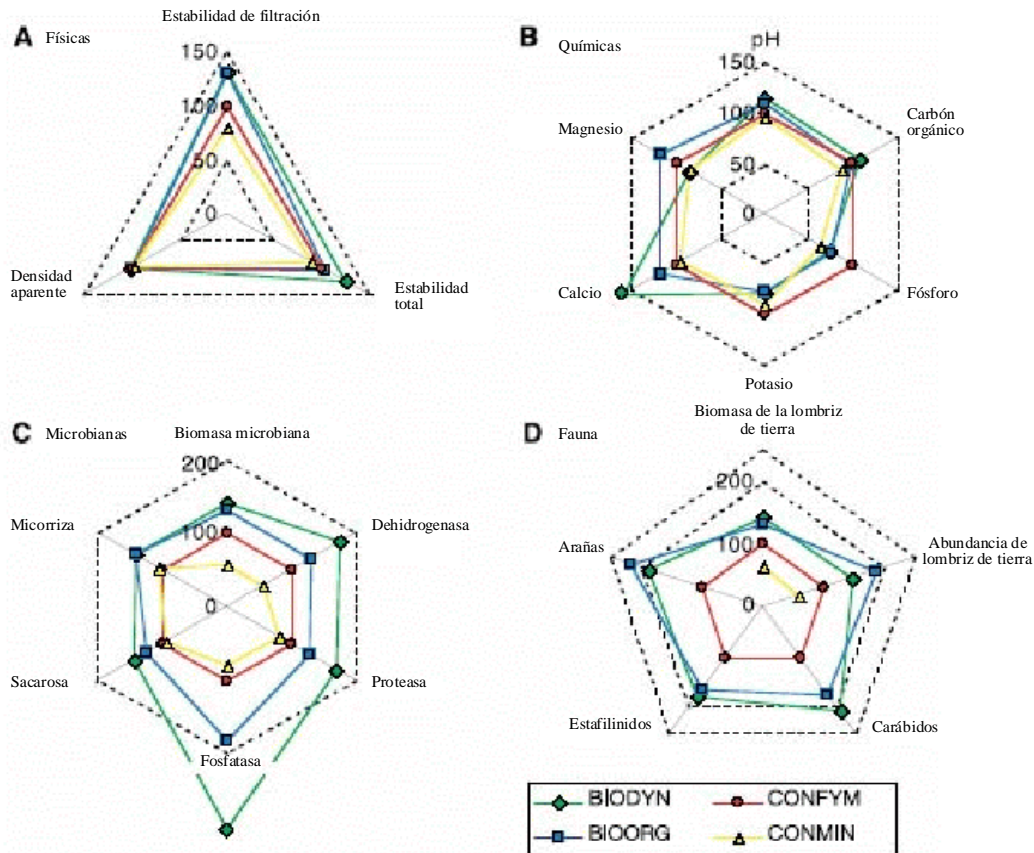 A
Físicas
Estabilidad de filtración
150
100
50
0
Densidad
aparente
Estabilidad
total
B
Químicas
pH
150
100
50
0
Magnesio
Carbón
orgánico
Calcio
Fósforo
Potasio
C
Microbianas
Biomasa microbiana
200
100
0
Micorriza
Dehidrogenasa
Sacarosa
Proteasa
Fosfatasa
D
Fauna
Biomasa de la lombriz
de tierra
200
100
0
Arañas
Abundancia de
lombriz de tierra
Estafilinidos
Carábidos
BIODYN
CONFYM
BIOORG
CONMIN